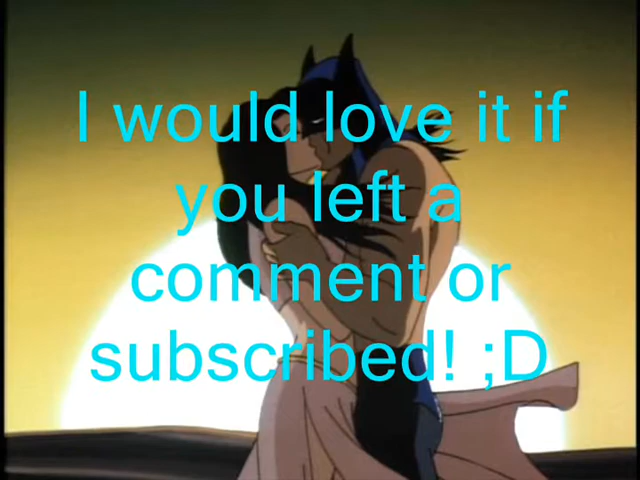 I would love it if
you left a
comment or
subscribed! ;D